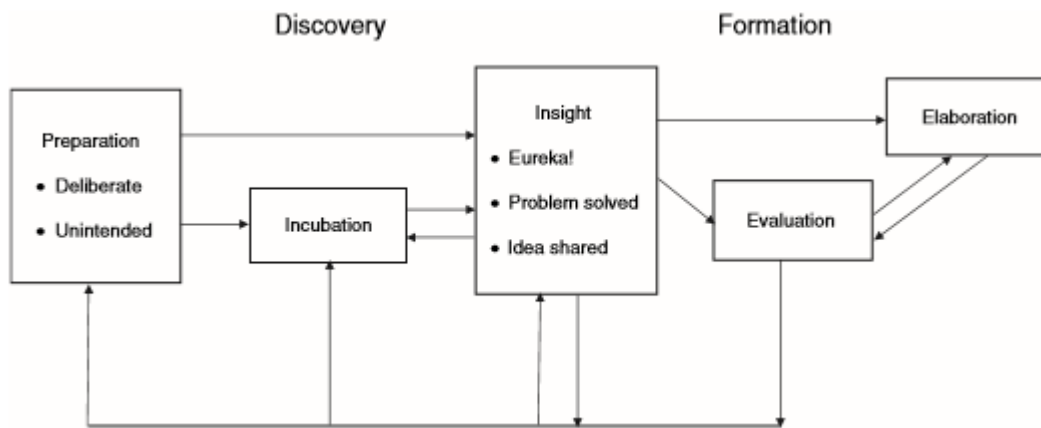 Discovery
Formation
Preparation
• Deliberate
• Unintended
Incubation
Insight
• Eureka!
• Problem solved
• Idea shared
Evaluation
Elaboration